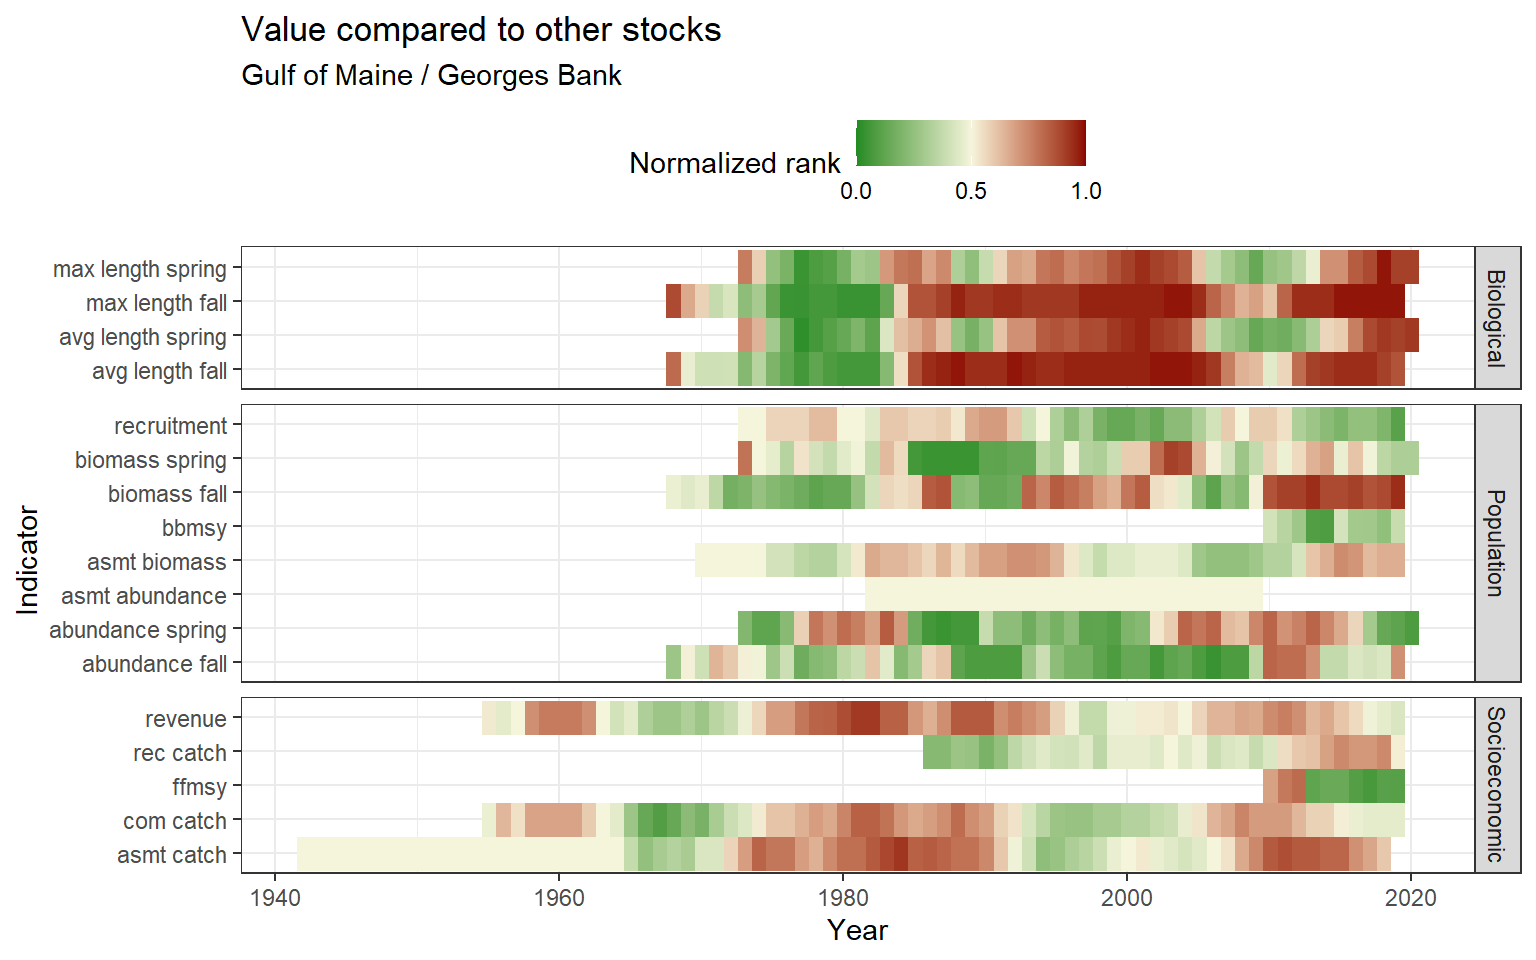 Value compared to other stocks
Gulf of Maine / Georges Bank
Normalized rank
0.0 0.5 1.0
max length spring
max length fall
avg length spring
avg length fall
Biological
recruitment
biomass spring
biomass fall
bbmsy
asmt biomass
asmt abundance
abundance spring
abundance fall
Population
revenue
rec catch
ffmsy
com catch
asmt catch
Socioeconomic
Indicator
1940 1960 1980 2000 2020
Year